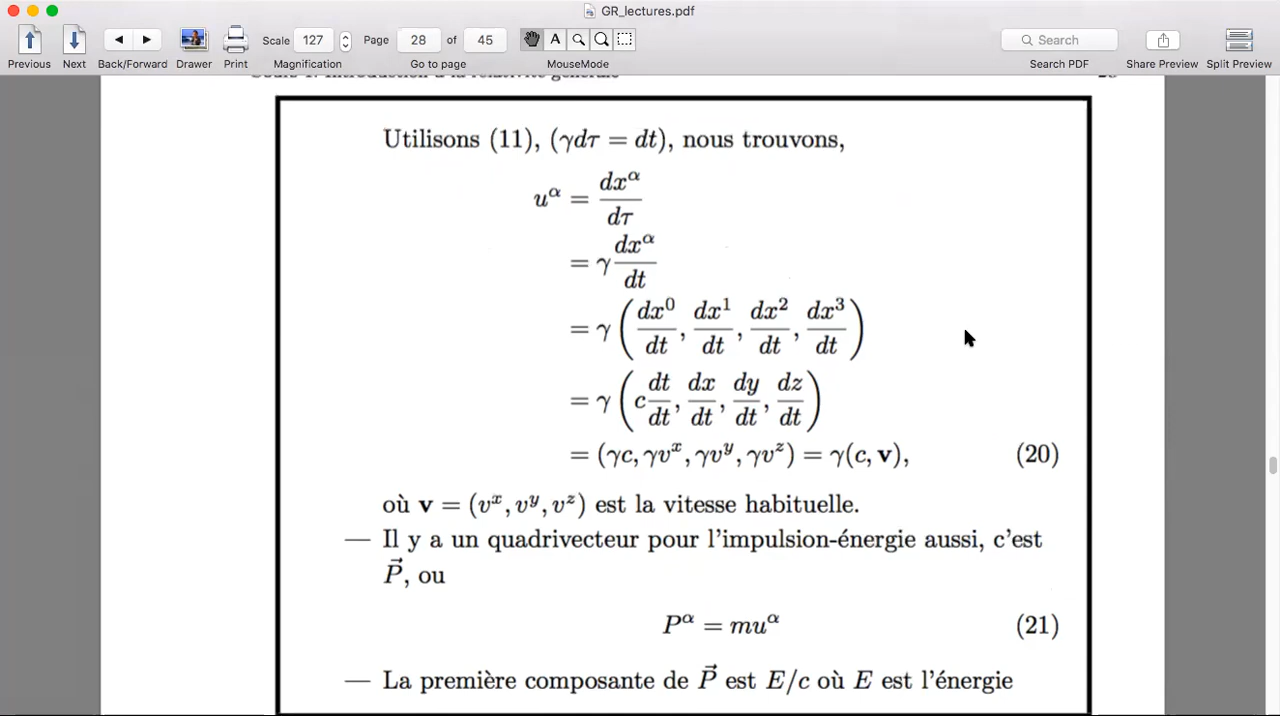 GR_lectures.pdf
Scale 127 Page 28 of 45 Search
Previous Next Back/Forward Drawer Print Magnification Go to page MouseMode Search PDF Share Preview Split Preview
Utilisons (11), (γdτ = dt), nous trouvons,
u^α = dx^α/dτ
= γ dx^α/dt
= γ (dx^0/dt, dx^1/dt, dx^2/dt, dx^3/dt)
= γ (c dt/dt, dx/dt, dy/dt, dz/dt)
= (γc, γv^x, γv^y, γv^z) = γ(c, v), (20)
où v = (v^x, v^y, v^z) est la vitesse habituelle.
— Il y a un quadrivecteur pour l'impulsion-énergie aussi, c'est
P⃗, ou
P^α = mu^α (21)
— La première composante de P⃗ est E/c où E est l'énergie